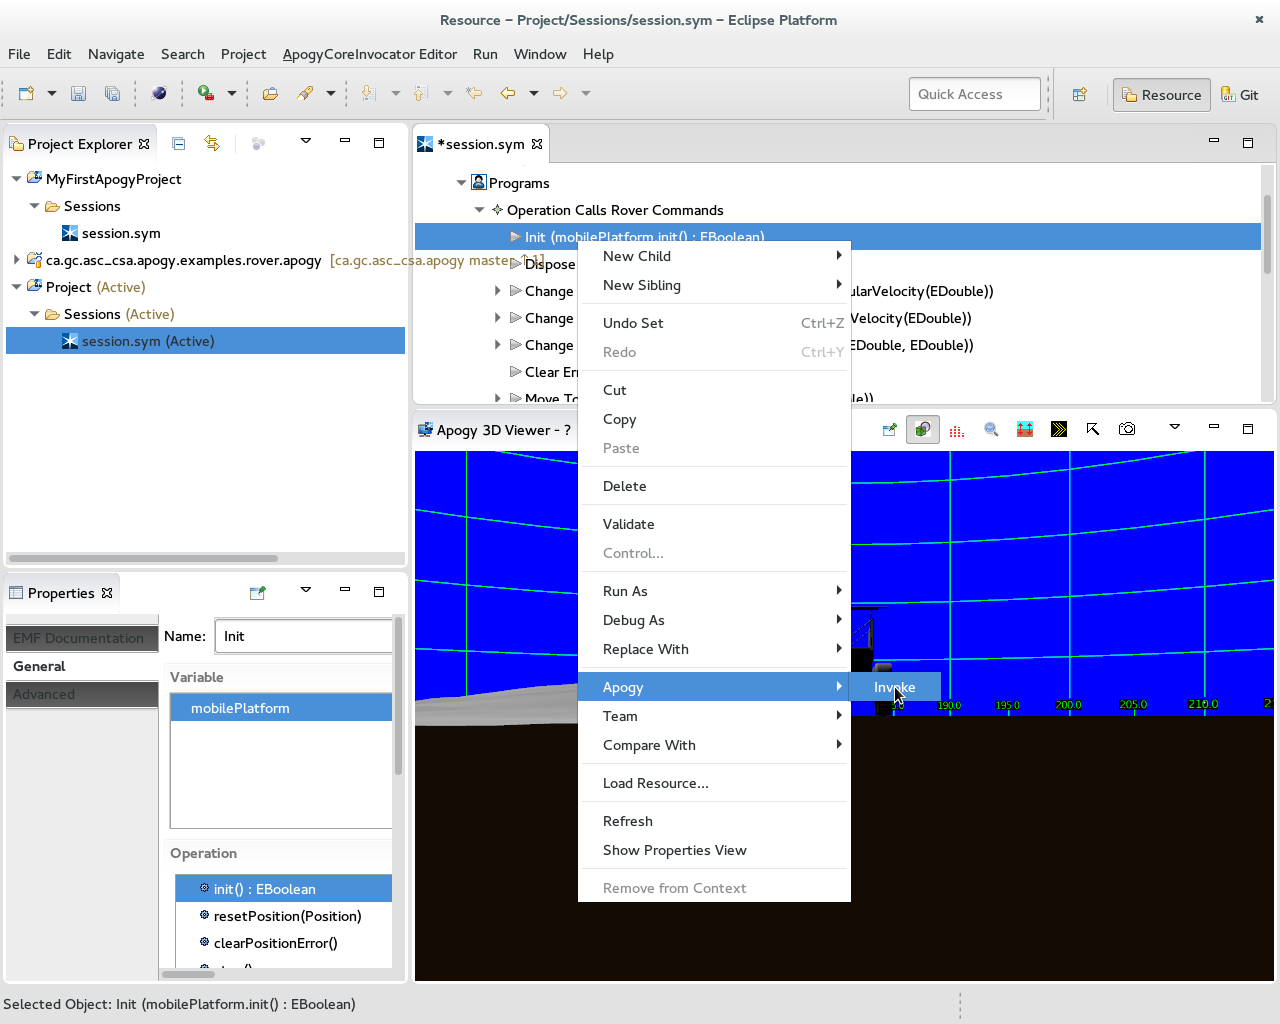 Resource – Project/Sessions/session.sym – Eclipse Platform
File Edit Navigate Search Project ApogyCoreInvocator Editor Run Window Help
Quick Access
Resource
Git
Project Explorer
MyFirstApogyProject
Sessions
session.sym
ca.gc.asc_csa.apogy.examples.rover.apogy [ca.gc.asc_csa.apogy master ↑1]
Project (Active)
Sessions (Active)
session.sym (Active)
*session.sym
Programs
Operation Calls Rover Commands
Init (mobilePlatform.init() : EBoolean)
Dispose
Change ularVelocity(EDouble))
Change Velocity(EDouble))
Change EDouble, EDouble))
Clear Err
Move To le))
New Child
New Sibling
Undo Set Ctrl+Z
Redo Ctrl+Y
Cut
Copy
Paste
Delete
Validate
Control...
Run As
Debug As
Replace With
Apogy
Invoke
Team
Compare With
Load Resource...
Refresh
Show Properties View
Remove from Context
Apogy 3D Viewer - ?
190.0 195.0 200.0 205.0 210.0
Properties
EMF Documentation
General
Advanced
Name: Init
Variable
mobilePlatform
Operation
init() : EBoolean
resetPosition(Position)
clearPositionError()
Selected Object: Init (mobilePlatform.init() : EBoolean)